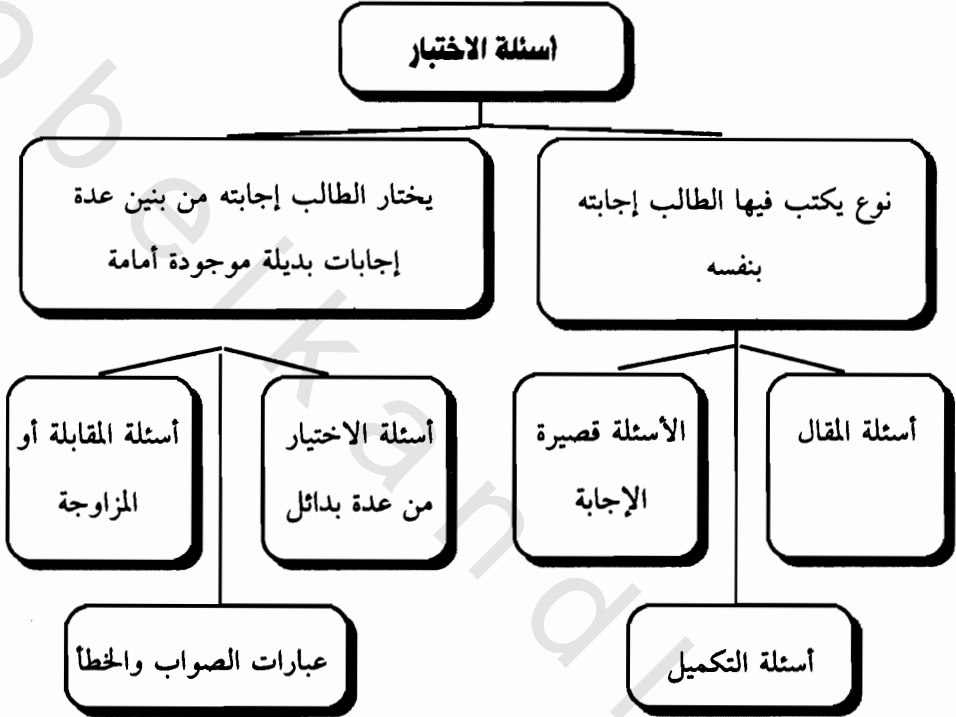 أسئلة الاختبار
نوع يكتب فيها الطالب إجابته
بنفسه
يختار الطالب إجابته من بنين عدة
إجابات بديلة موجودة أمامة
أسئلة المقال
الأسئلة قصيرة
الإجابة
أسئلة التكميل
أسئلة الاختيار
من عدة بدائل
أسئلة المقابلة أو
المزاوجة
عبارات الصواب والخطأ
obeikandl